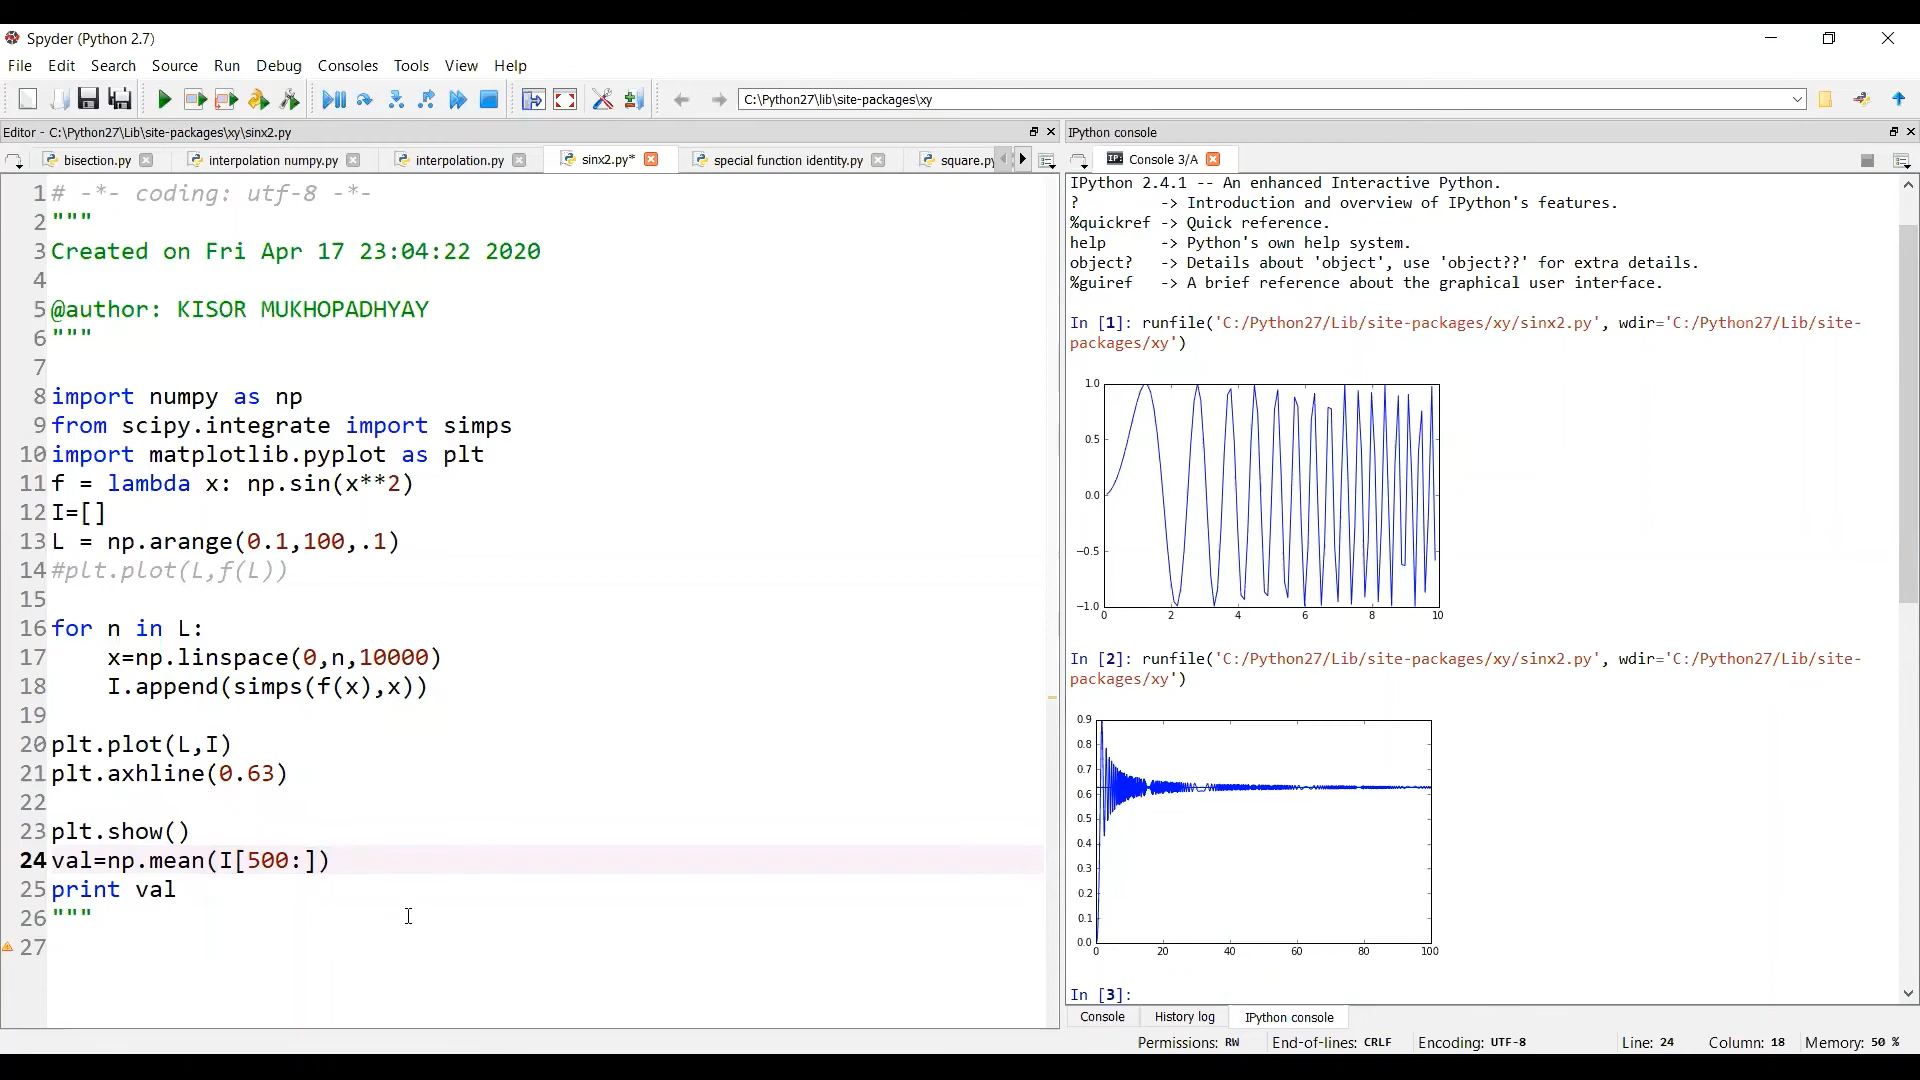 Spyder (Python 2.7)
File Edit Search Source Run Debug Consoles Tools View Help
C:\Python27\lib\site-packages\xy
Editor - C:\Python27\Lib\site-packages\xy\sinx2.py
bisection.py interpolation numpy.py interpolation.py sinx2.py* special function identity.py square.py
1 # -*- coding: utf-8 -*-
2 """
3 Created on Fri Apr 17 23:04:22 2020
4
5 @author: KISOR MUKHOPADHYAY
6 """
7
8 import numpy as np
9 from scipy.integrate import simps
10 import matplotlib.pyplot as plt
11 f = lambda x: np.sin(x**2)
12 I=[]
13 L = np.arange(0.1,100,.1)
14 #plt.plot(L,f(L))
15
16 for n in L:
17     x=np.linspace(0,n,10000)
18     I.append(simps(f(x),x))
19
20 plt.plot(L,I)
21 plt.axhline(0.63)
22
23 plt.show()
24 val=np.mean(I[500:])
25 print val
26 """
27
IPython console
IP: Console 3/A
IPython 2.4.1 -- An enhanced Interactive Python.
?         -> Introduction and overview of IPython's features.
%quickref -> Quick reference.
help      -> Python's own help system.
object?   -> Details about 'object', use 'object??' for extra details.
%guiref   -> A brief reference about the graphical user interface.
In [1]: runfile('C:/Python27/Lib/site-packages/xy/sinx2.py', wdir='C:/Python27/Lib/site-
packages/xy')
1.0
0.5
0.0
−0.5
−1.0
0 2 4 6 8 10
In [2]: runfile('C:/Python27/Lib/site-packages/xy/sinx2.py', wdir='C:/Python27/Lib/site-
packages/xy')
0.9
0.8
0.7
0.6
0.5
0.4
0.3
0.2
0.1
0.0
0 20 40 60 80 100
In [3]:
Console History log IPython console
Permissions: RW End-of-lines: CRLF Encoding: UTF-8 Line: 24 Column: 18 Memory: 50 %